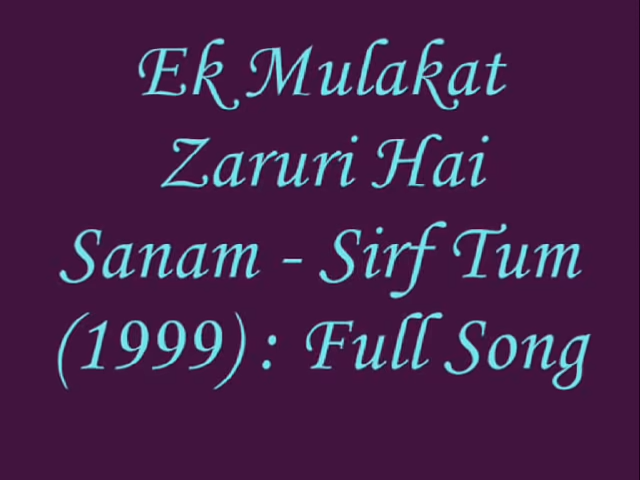 Ek Mulakat
Zaruri Hai
Sanam - Sirf Tum
(1999) : Full Song